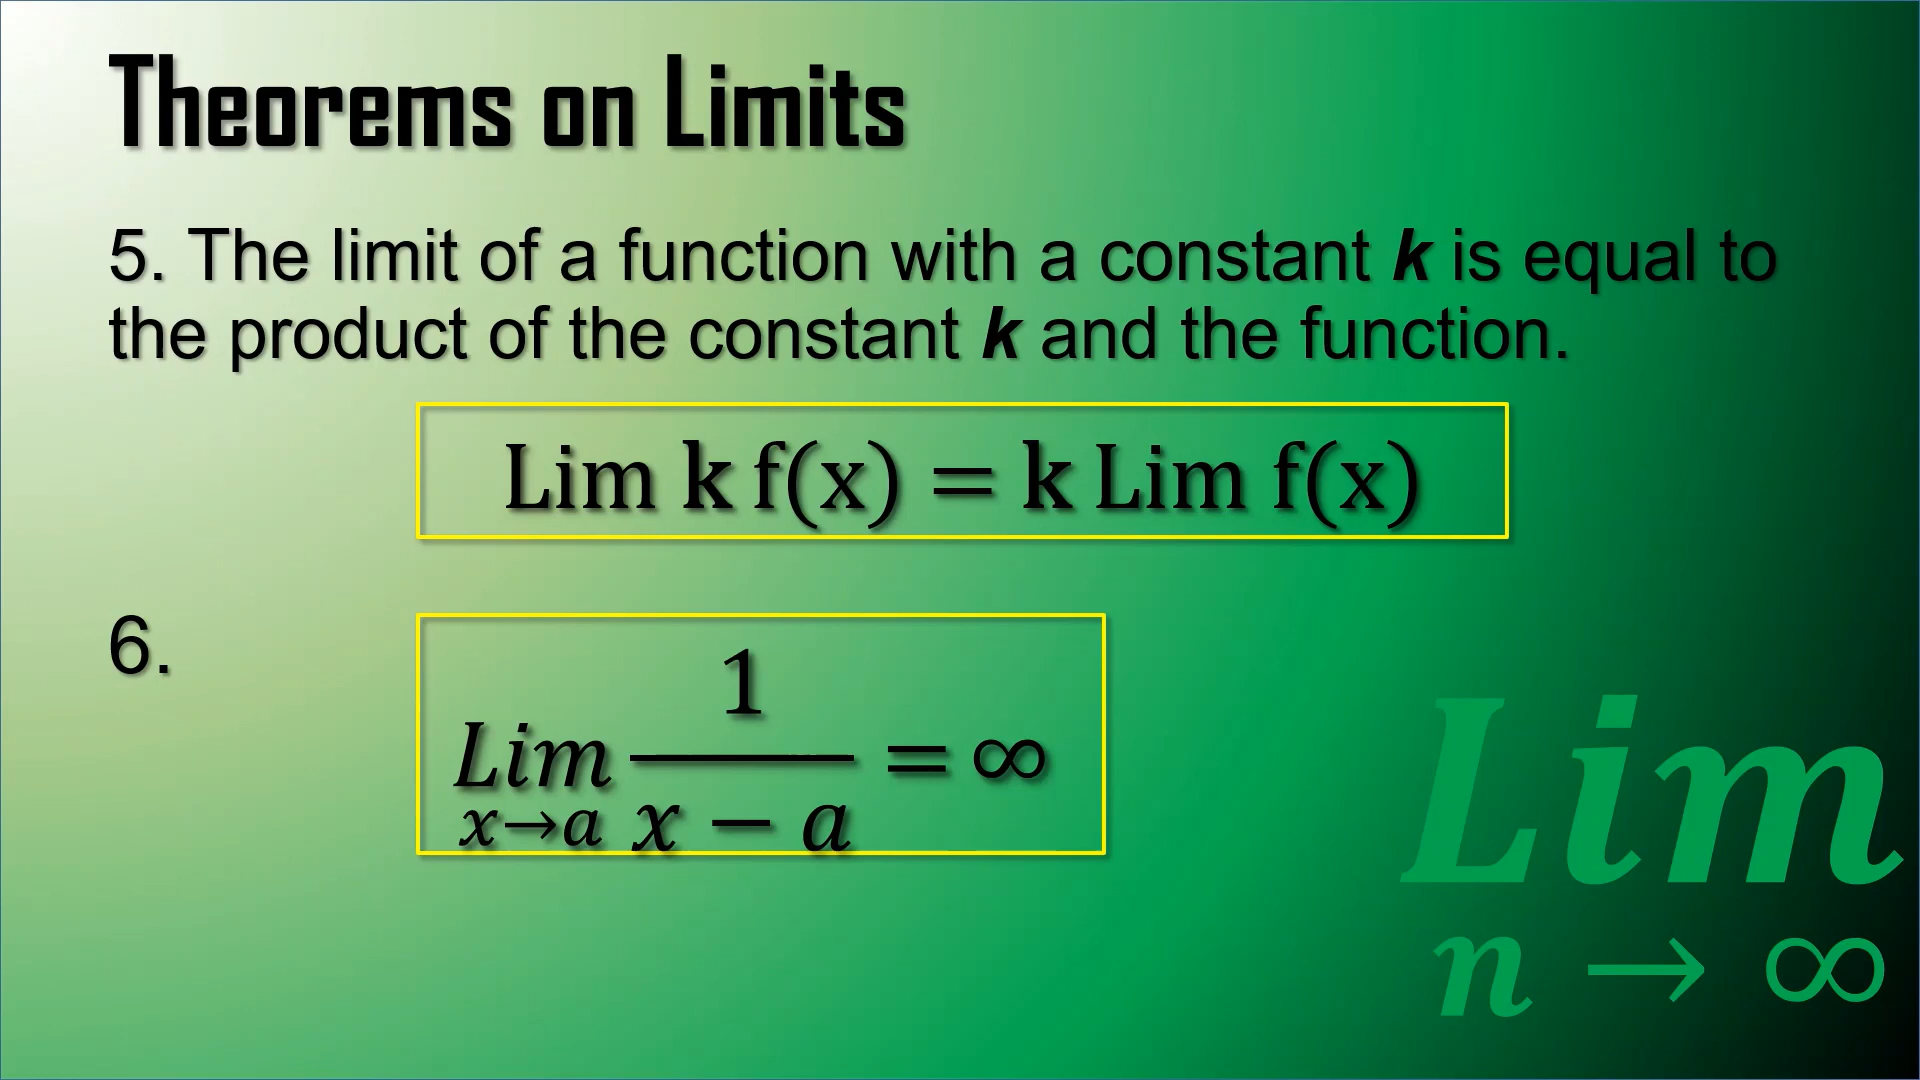 Theorems on Limits
5. The limit of a function with a constant k is equal to
the product of the constant k and the function.
Lim k f(x) = k Lim f(x)
6.
1
Lim = ∞
x→a x − a
Lim
n → ∞